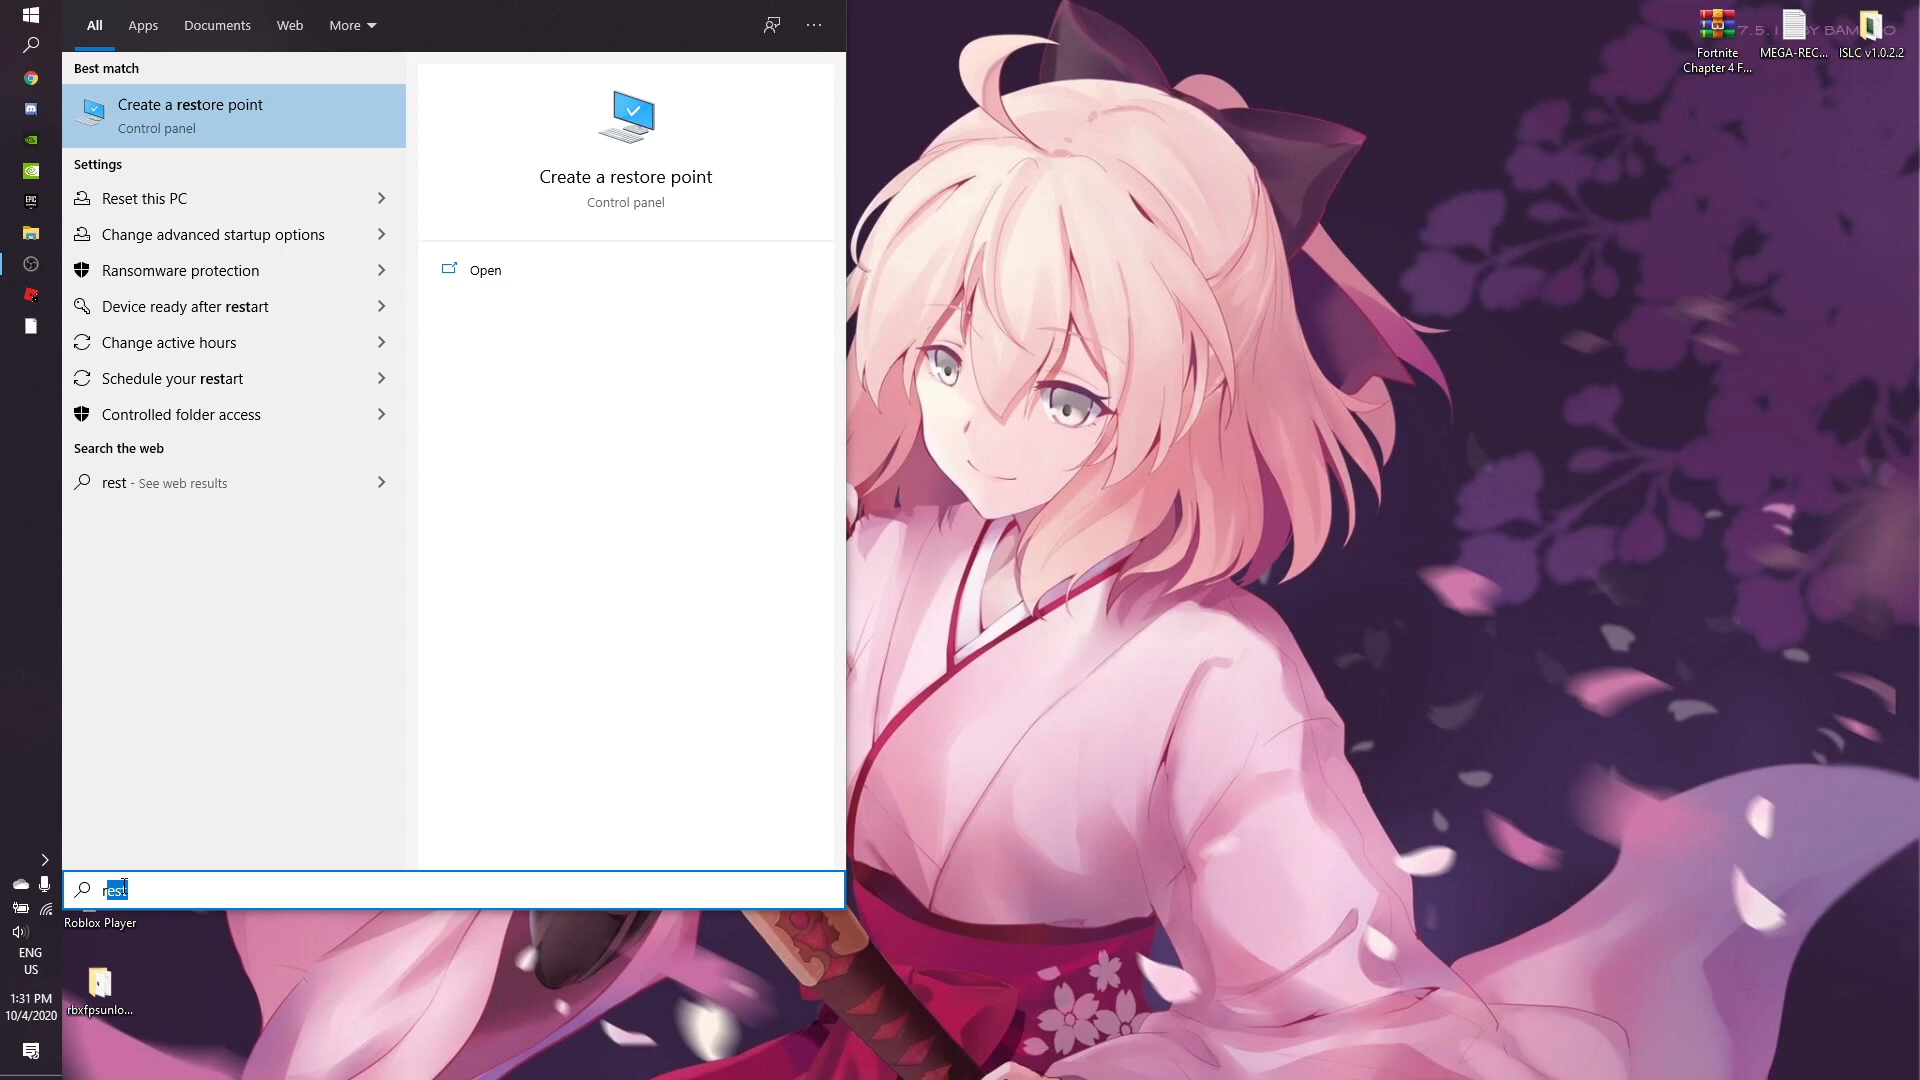 All
Apps
Documents
Web
More
Best match
Create a restore point
Control panel
Settings
Reset this PC
Change advanced startup options
Ransomware protection
Device ready after restart
Change active hours
Schedule your restart
Controlled folder access
Search the web
rest - See web results
Create a restore point
Control panel
Open
rest
EPIC
Roblox Player
rbxfpsunlo...
ENG
US
1:31 PM
10/4/2020
Fortnite
Chapter 4 F...
MEGA-REC...
ISLC v1.0.2.2